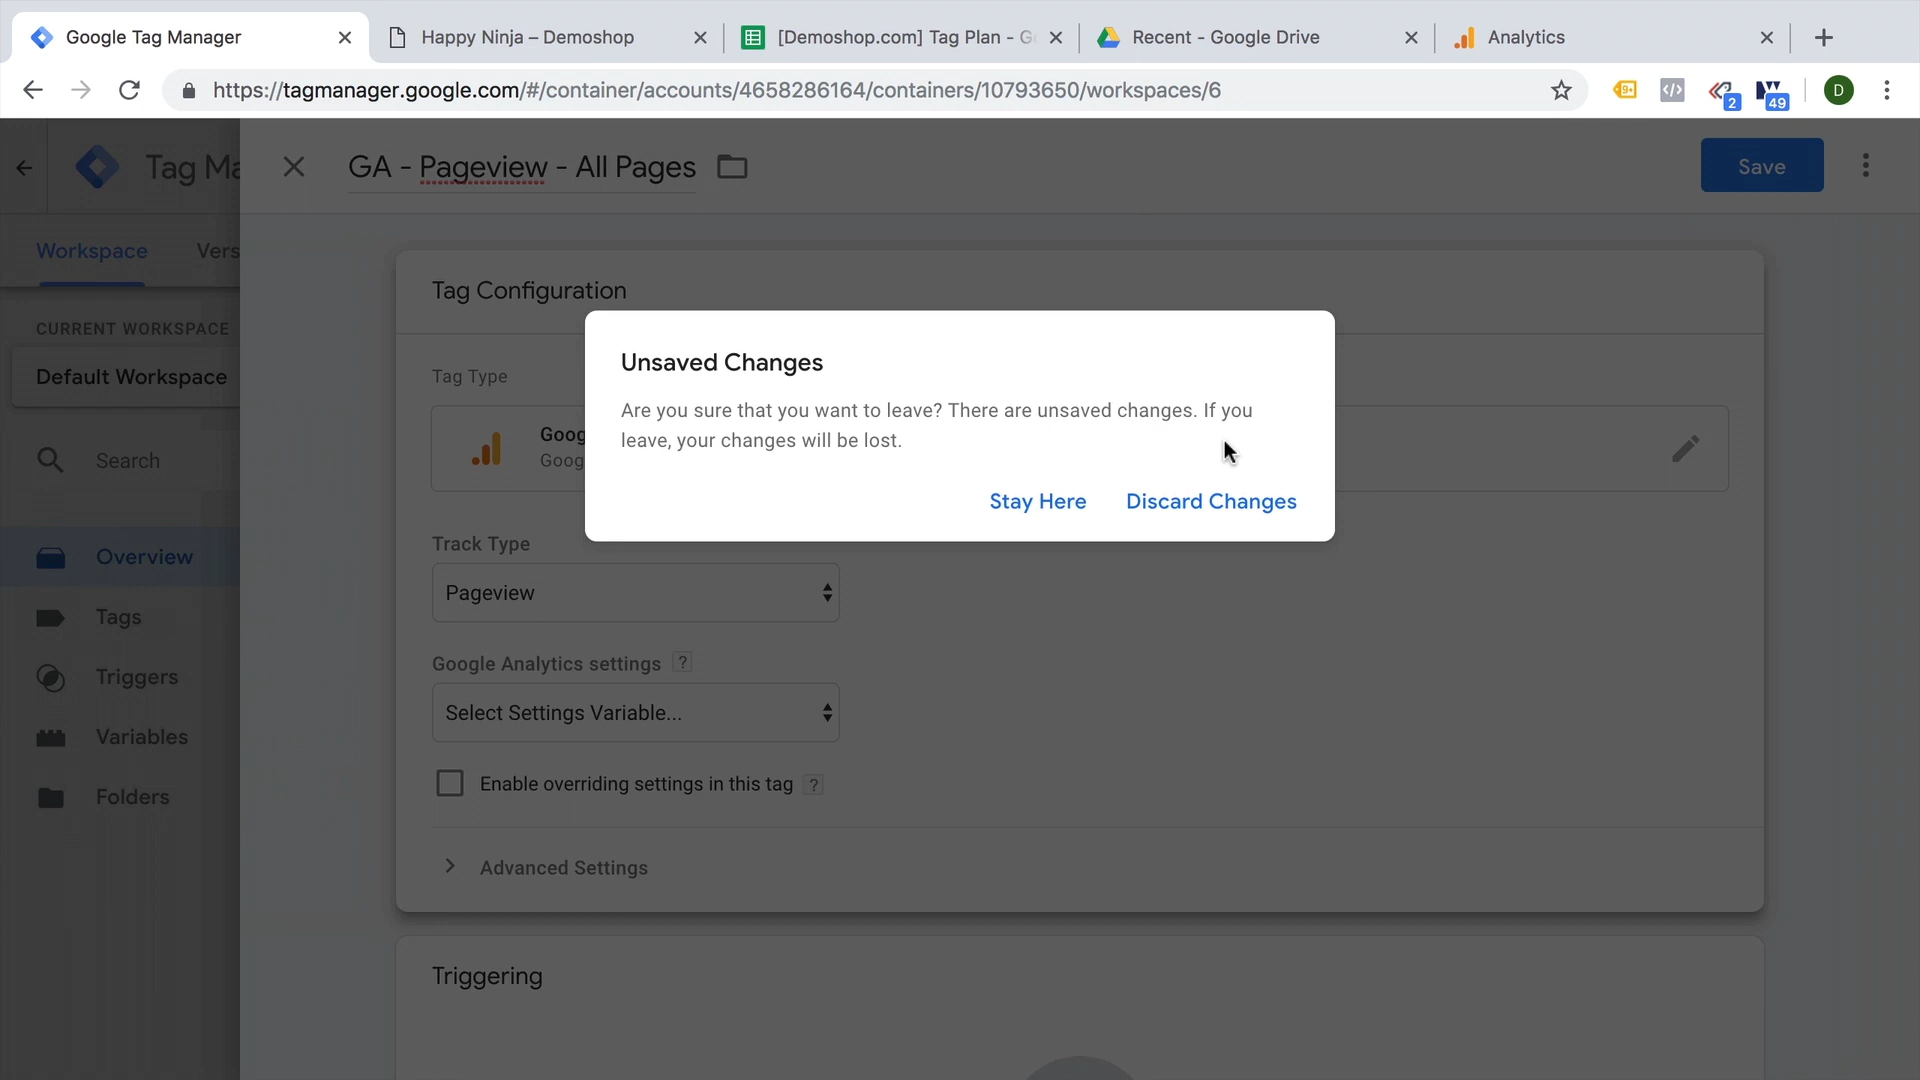 Google Tag Manager
Happy Ninja – Demoshop
[Demoshop.com] Tag Plan - Go
Recent - Google Drive
Analytics
https://tagmanager.google.com/#/container/accounts/4658286164/containers/10793650/workspaces/6
9+
2
49
D
Tag Ma
GA - Pageview - All Pages
Save
Workspace
Vers
Tag Configuration
CURRENT WORKSPACE
Default Workspace
Unsaved Changes
Are you sure that you want to leave? There are unsaved changes. If you
leave, your changes will be lost.
Stay Here
Discard Changes
Tag Type
Goog
Goog
Search
Track Type
Pageview
Overview
Tags
Triggers
Variables
Folders
Google Analytics settings ?
Select Settings Variable...
Enable overriding settings in this tag ?
Advanced Settings
Triggering